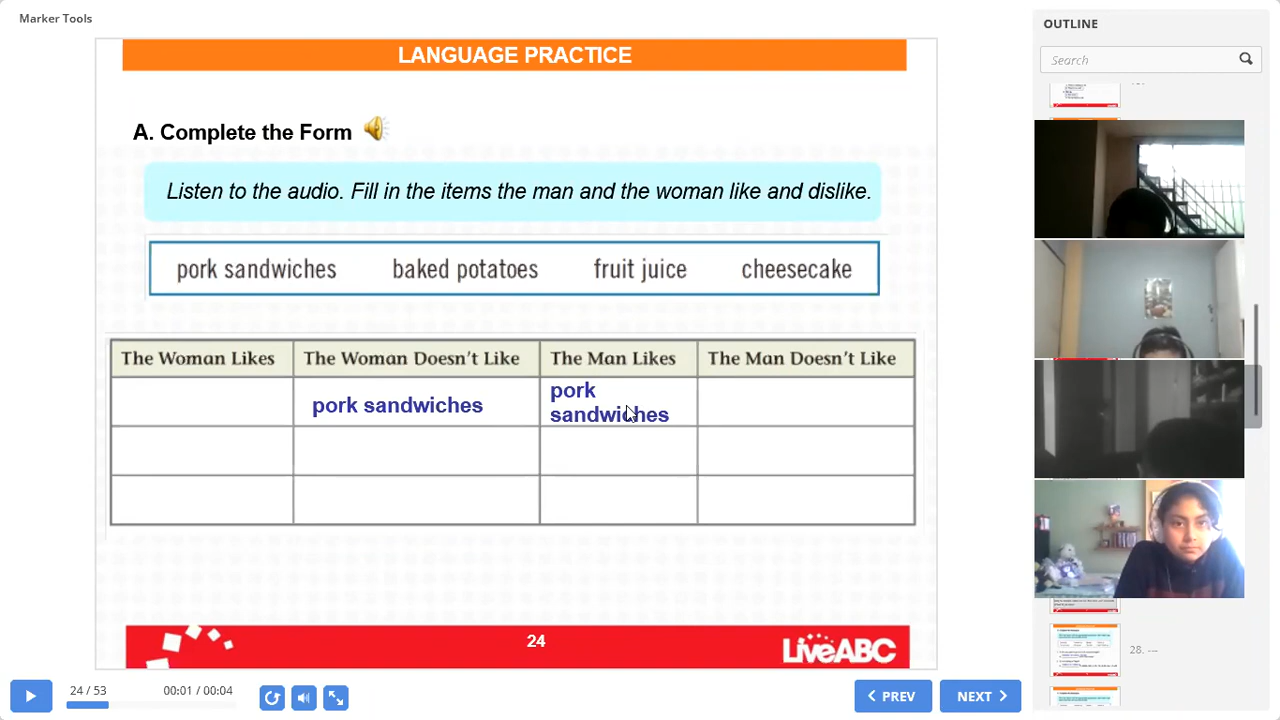 Marker Tools
OUTLINE
LANGUAGE PRACTICE
Search
A. Complete the Form
Listen to the audio. Fill in the items the man and the woman like and dislike.
pork sandwiches baked potatoes fruit juice cheesecake
The Woman Likes The Woman Doesn't Like The Man Likes The Man Doesn't Like
pork sandwiches
pork
sandwiches
24
LiveABC
28.
24 / 53
00:01 / 00:04
PREV
NEXT